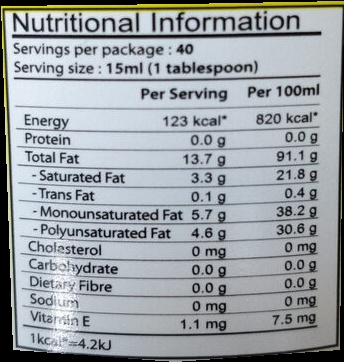 Nutritional Information
Servings per package : 40
Serving size : 15ml (1 tablespoon)
Per Serving Per 100ml
Energy 123 kcal* 820 kcal*
Protein 0.0 g 0.0 g
Total Fat 13.7 g 91.1 g
- Saturated Fat 3.3 g 21.8 g
- Trans Fat 0.1 g 0.4 g
- Monounsaturated Fat 5.7 g 38.2 g
- Polyunsaturated Fat 4.6 g 30.6 g
Cholesterol 0 mg 0 mg
Carbohydrate 0.0 g 0.0 g
Dietary Fibre 0.0 g 0.0 g
Sodium 0 mg 0 mg
Vitamin E 1.1 mg 7.5 mg
1kcal*=4.2kJ